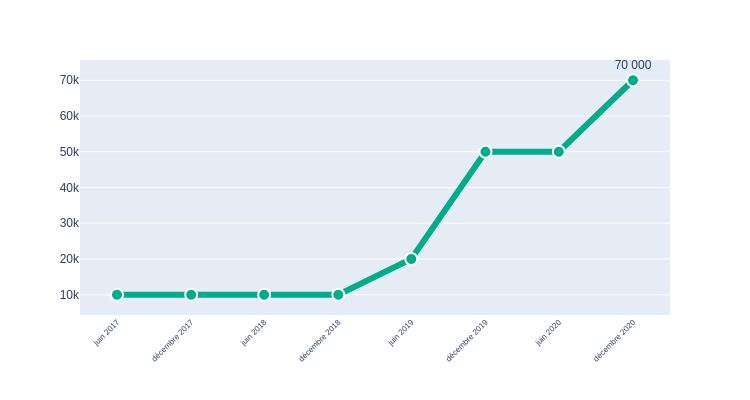 70 000
70k
60k
50k
40k
30k
20k
10k
juin 2017
décembre 2017
juin 2018
décembre 2018
juin 2019
décembre 2019
juin 2020
décembre 2020